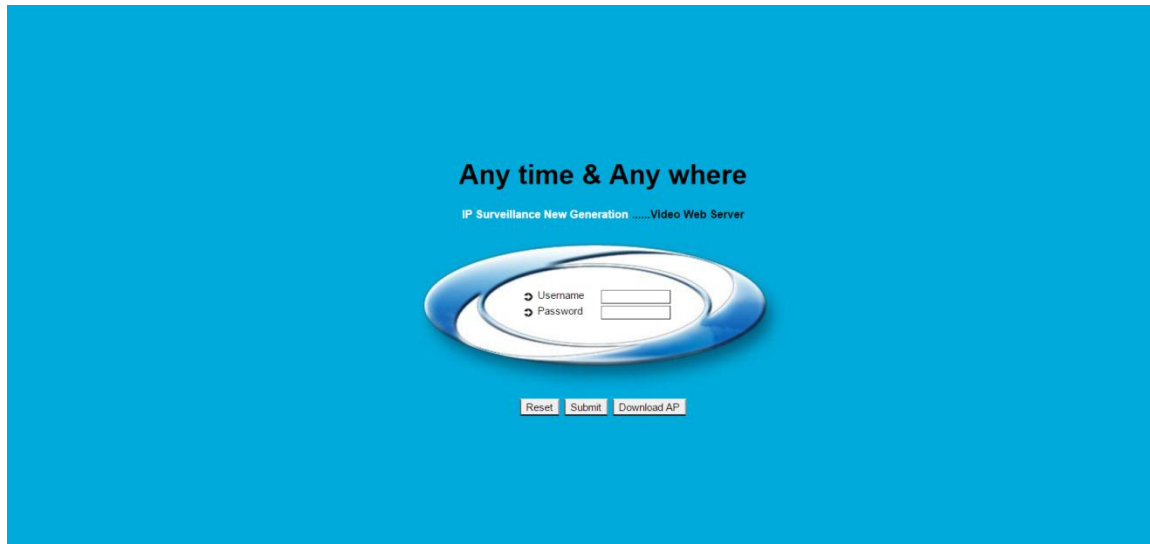 Any time & Any where
IP Surveillance New Generation ......Video Web Server
Username
Password
Reset Submit Download AP